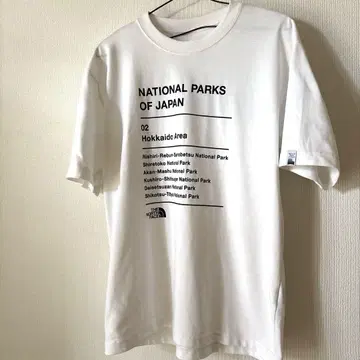 NATIONAL PARKS
OF JAPAN
02
Hokkaido Area
Rishiri-Rebun-Sarobetsu National Park
Shiretoko National Park
Akan-Mashu National Park
Kushiro-Shitsugen National Park
Daisetsuzan National Park
Shikotsu-Toya National Park
THE
NORTH
FACE